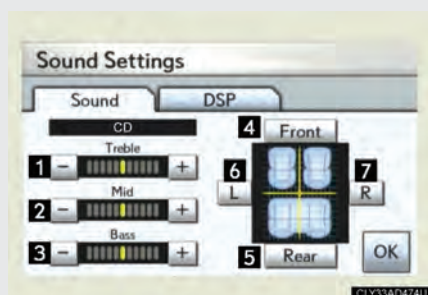 Sound Settings
Sound DSP
CD
Treble
1 − +
Mid
2 − +
Bass
3 − +
4 Front
6 L
7 R
5 Rear
OK
CLY33AD474U